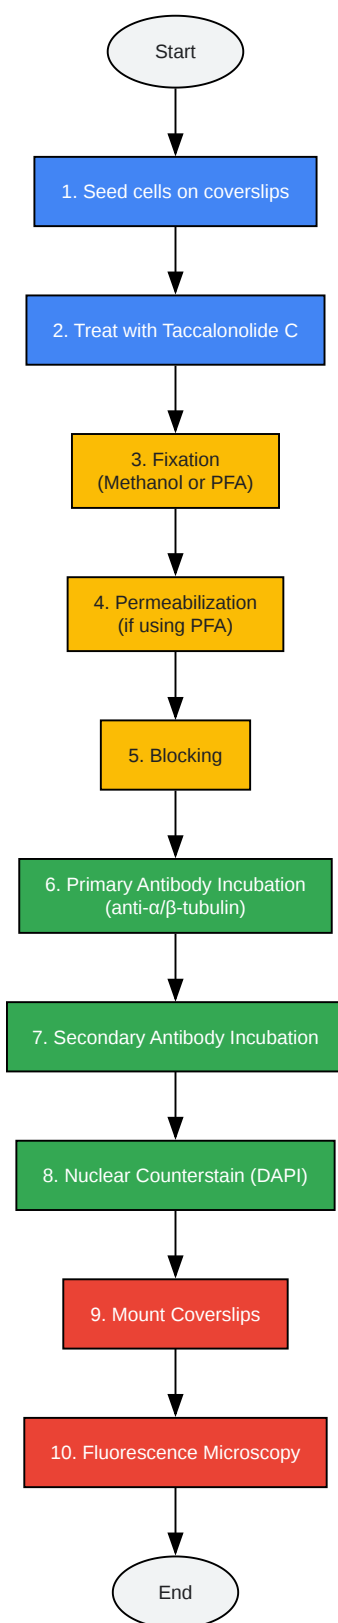 Start
1. Seed cells on coverslips
2. Treat with Taccalonolide C
3. Fixation
(Methanol or PFA)
4. Permeabilization
(if using PFA)
5. Blocking
6. Primary Antibody Incubation
(anti-α/β-tubulin)
7. Secondary Antibody Incubation
8. Nuclear Counterstain (DAPI)
9. Mount Coverslips
10. Fluorescence Microscopy
End